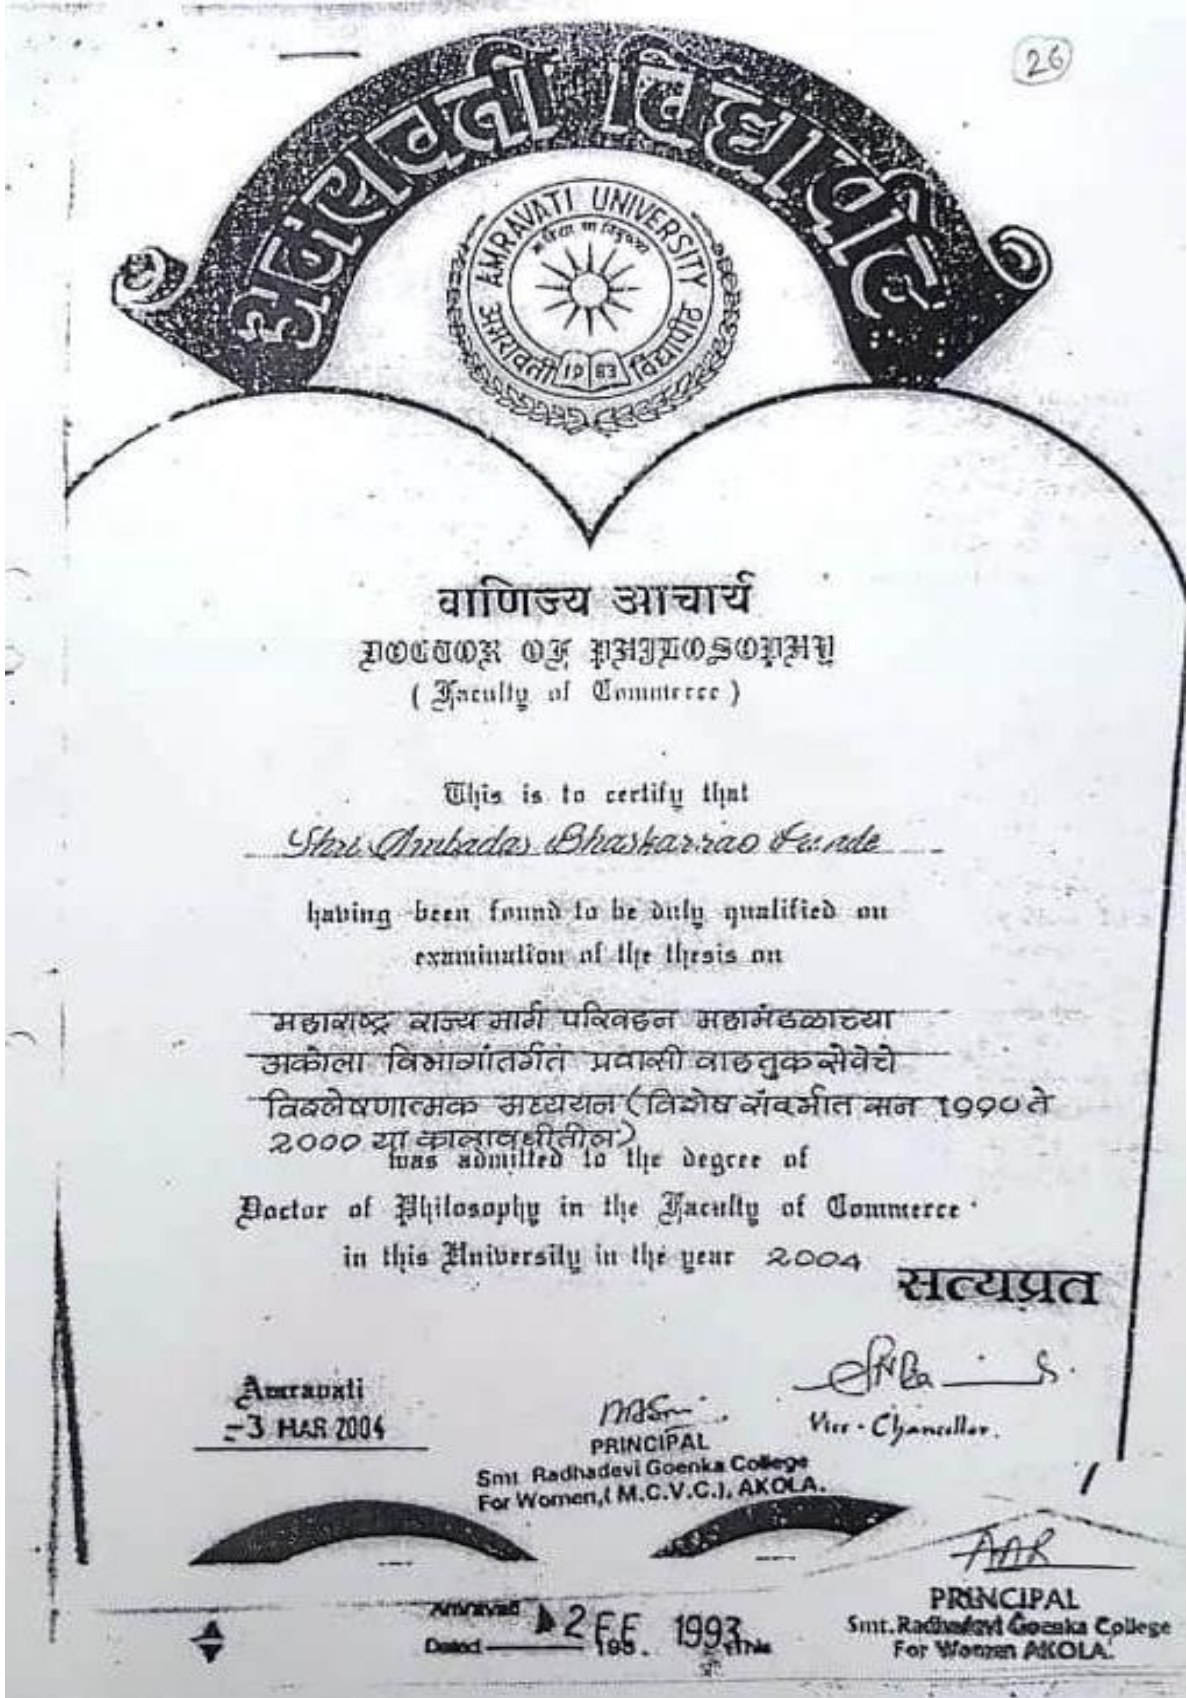 26
अमरावती विद्यापीठ
AMRAVATI UNIVERSITY
अमरावती विद्यापीठ
19 83
वाणिज्य आचार्य
DOCTOR OF PHILOSOPHY
( Faculty of Commerce )
This is to certify that
Shri Ambadas Bhaskarrao
having been found to be duly qualified on
examination of the thesis on
महाराष्ट्र राज्य मार्ग परिवहन महामंडळाच्या
अकोला विभागांतर्गत प्रवासी वाहतुक सेवेचे
विश्लेषणात्मक अध्ययन (विशेष संदर्भात सन 1990 ते
2000 या कालावधीतील)
was admitted to the degree of
Doctor of Philosophy in the Faculty of Commerce
in this University in the year 2004
सत्यप्रत
Amravati
-3 MAR 2004
Vice-Chancellor.
PRINCIPAL
Smt Radhadevi Goenka College
For Women, ( M.C.V.C.), AKOLA.
PRINCIPAL
Smt. Radhadevi Goenka College
For Women AKOLA.
Amravati
Dated 2 1993